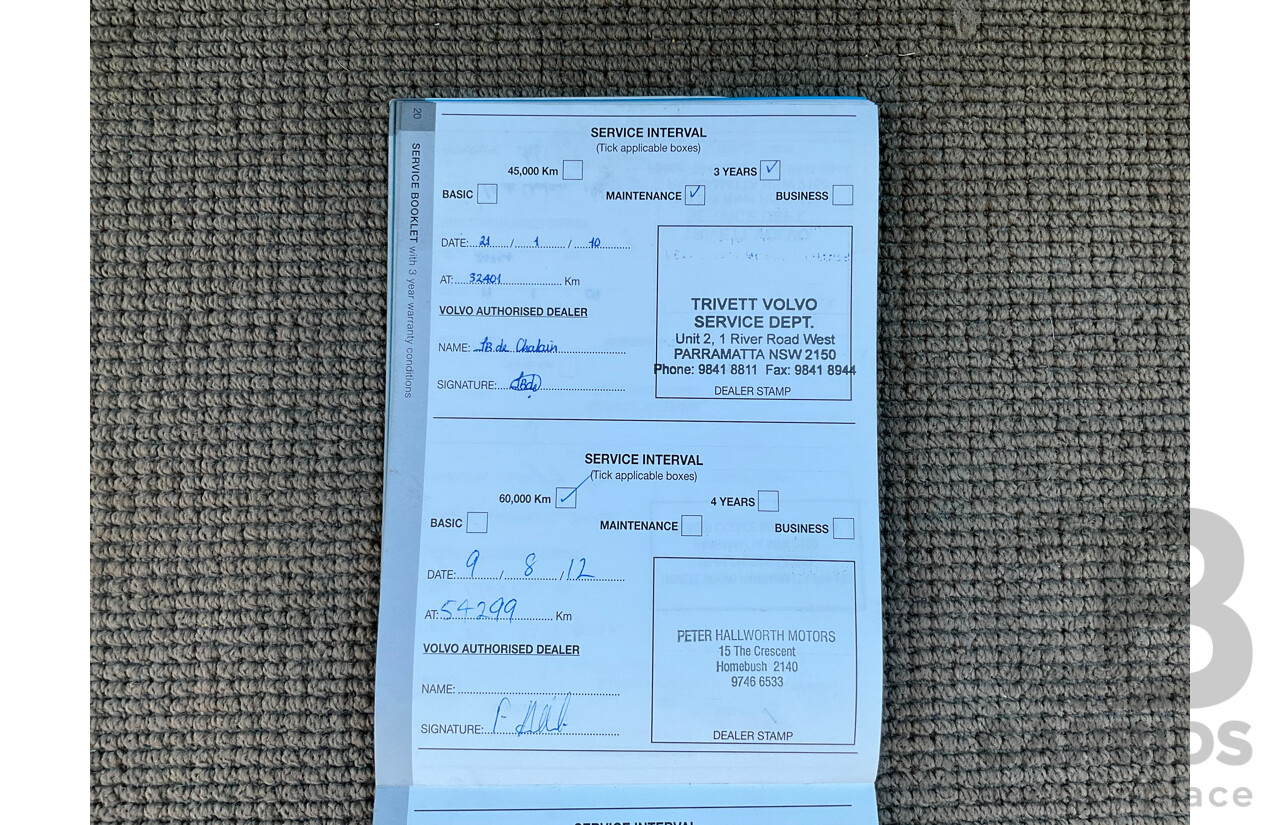 20
SERVICE BOOKLET with 3 year warranty conditions
SERVICE INTERVAL
(Tick applicable boxes)
45,000 Km
3 YEARS ✓
BASIC
MAINTENANCE ✓
BUSINESS
DATE: 21 / 1 / 10
AT: 32401 Km
VOLVO AUTHORISED DEALER
NAME: de Chalain
SIGNATURE:
TRIVETT VOLVO
SERVICE DEPT.
Unit 2, 1 River Road West
PARRAMATTA NSW 2150
Phone: 9841 8811 Fax: 9841 8944
DEALER STAMP
SERVICE INTERVAL
(Tick applicable boxes)
60,000 Km ✓
4 YEARS
BASIC
MAINTENANCE
BUSINESS
DATE: 9 / 8 / 12
AT: 54299 Km
VOLVO AUTHORISED DEALER
NAME:
SIGNATURE:
PETER HALLWORTH MOTORS
15 The Crescent
Homebush 2140
9746 6533
DEALER STAMP
SERVICE INTERVAL